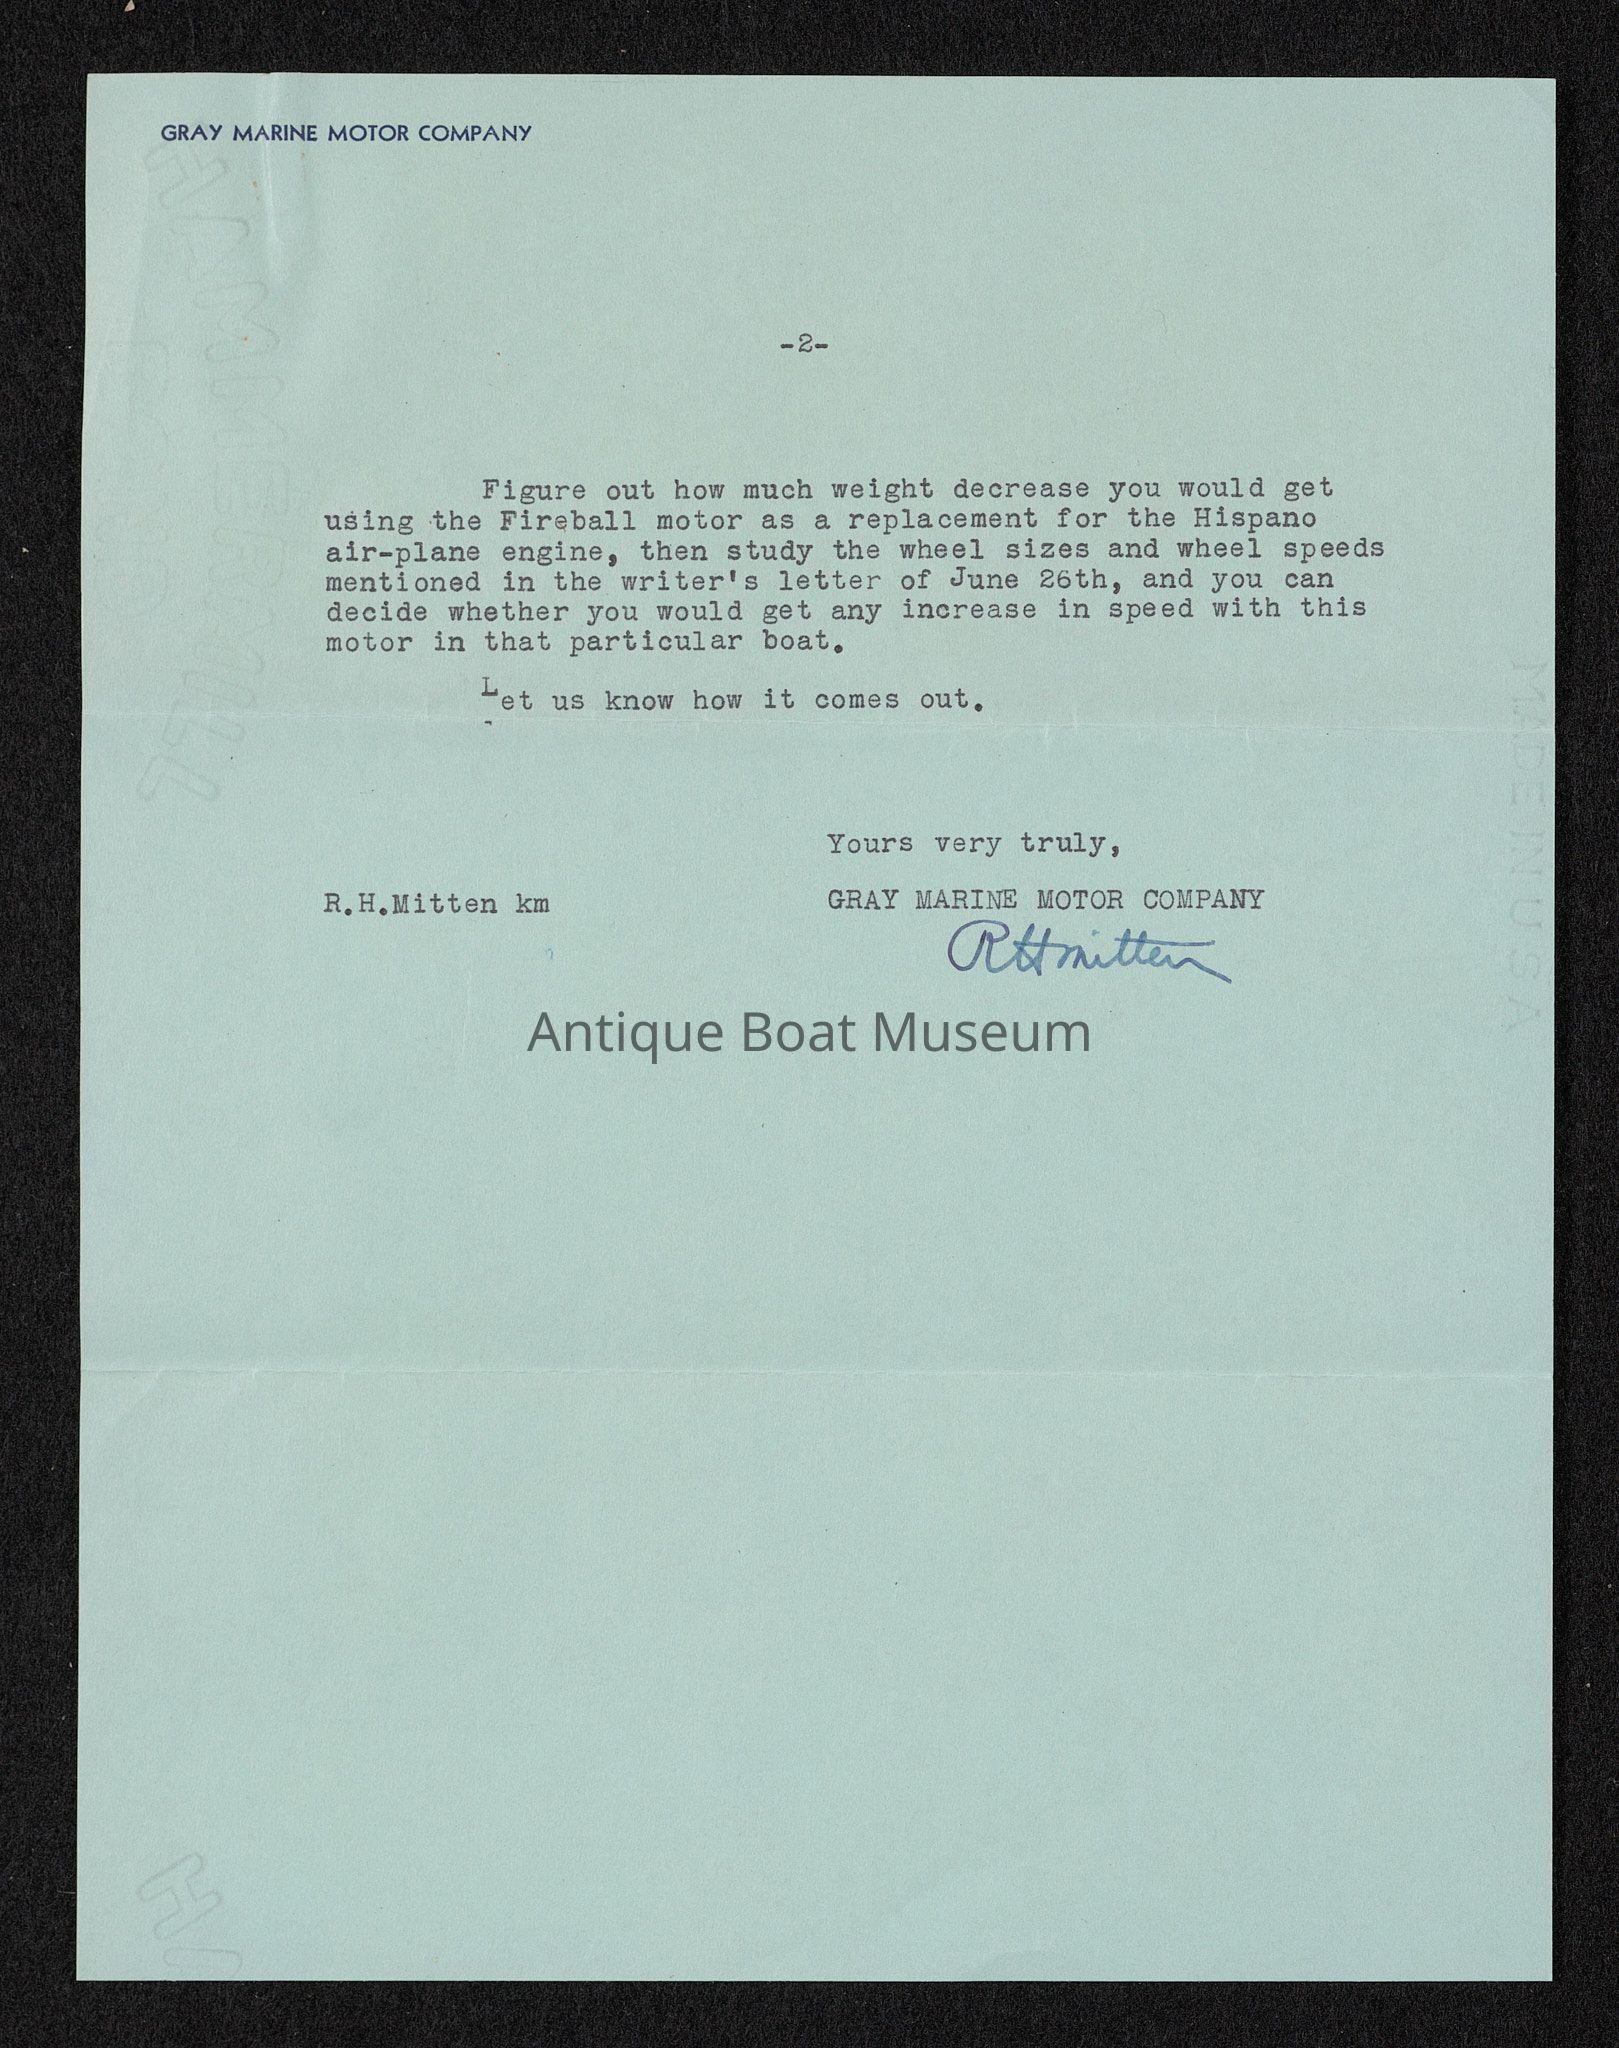 GRAY MARINE MOTOR COMPANY
-2-
Figure out how much weight decrease you would get
using the Fireball motor as a replacement for the Hispano
air-plane engine, then study the wheel sizes and wheel speeds
mentioned in the writer's letter of June 26th, and you can
decide whether you would get any increase in speed with this
motor in that particular boat.
Let us know how it comes out.
Yours very truly,
R.H.Mitten km
GRAY MARINE MOTOR COMPANY
RHmitten
Antique Boat Museum
HAMMERMILL
MADE IN U S A
H